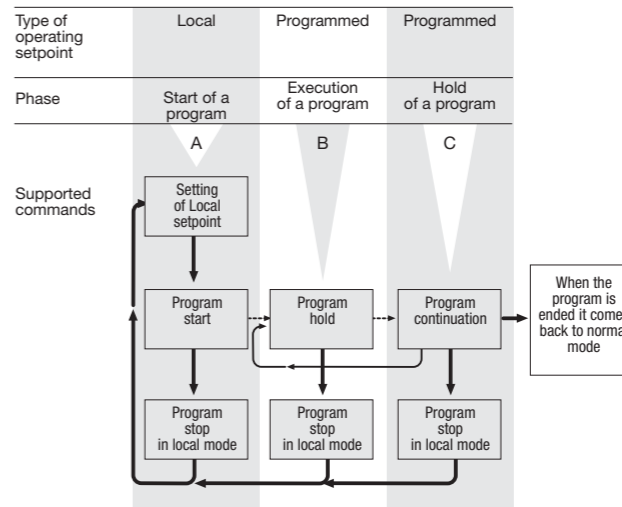 Type of
operating
setpoint
Local
Programmed
Programmed
Phase
Start of a
program
Execution
of a program
Hold
of a program
A
B
C
Supported
commands
Setting
of Local
setpoint
Program
start
Program
hold
Program
continuation
When the
program is
ended it come
back to norma
mode
Program
stop
in local mode
Program
stop
in local mode
Program
stop
in local mode